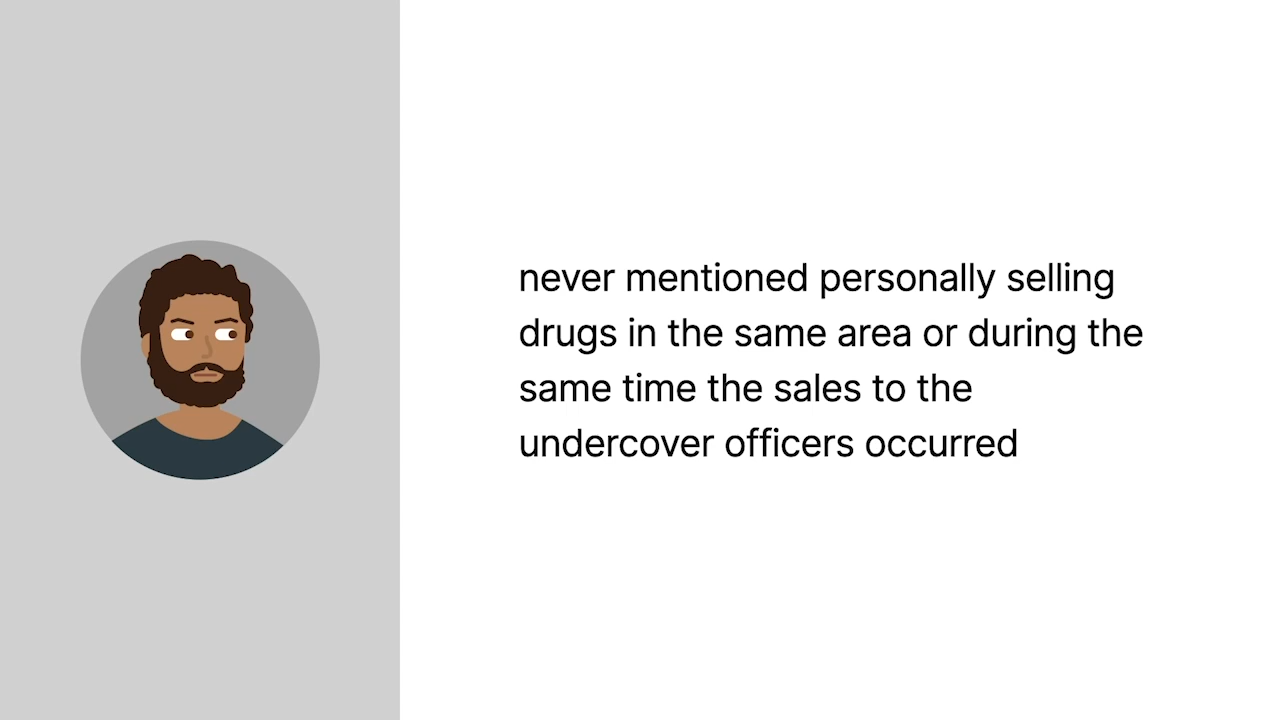 never mentioned personally selling
drugs in the same area or during the
same time the sales to the
undercover officers occurred